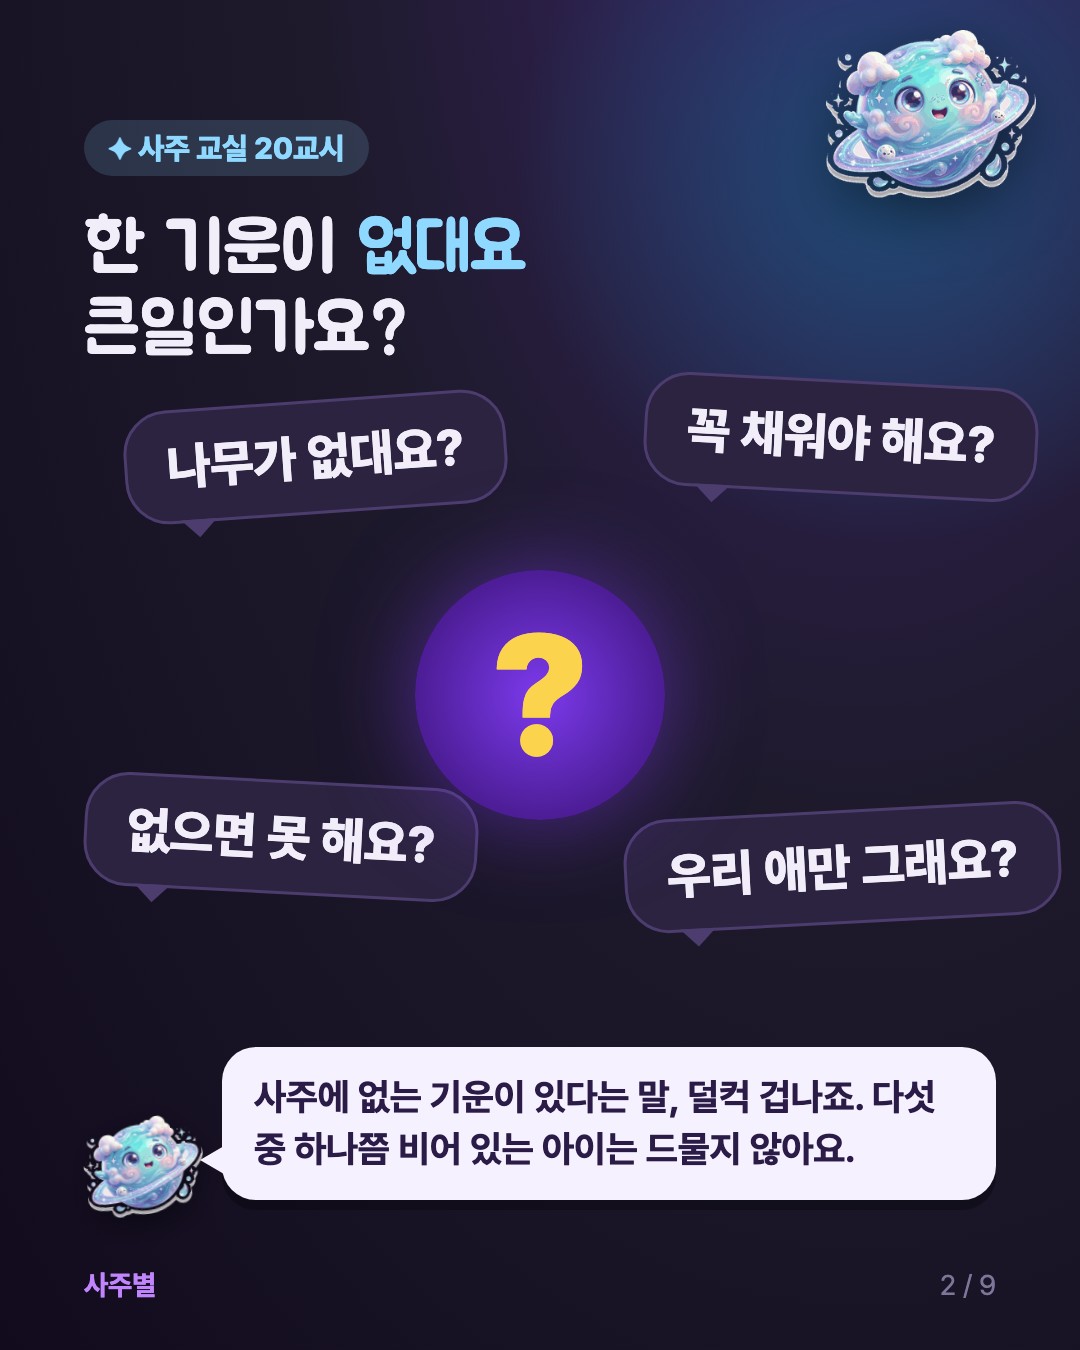 사주 교실 20교시
한 기운이 없대요
큰일인가요?
나무가 없대요?
꼭 채워야 해요?
?
없으면 못 해요?
우리 애만 그래요?
사주에 없는 기운이 있다는 말, 덜컥 겁나죠. 다섯
중 하나쯤 비어 있는 아이는 드물지 않아요.
사주별
2 / 9